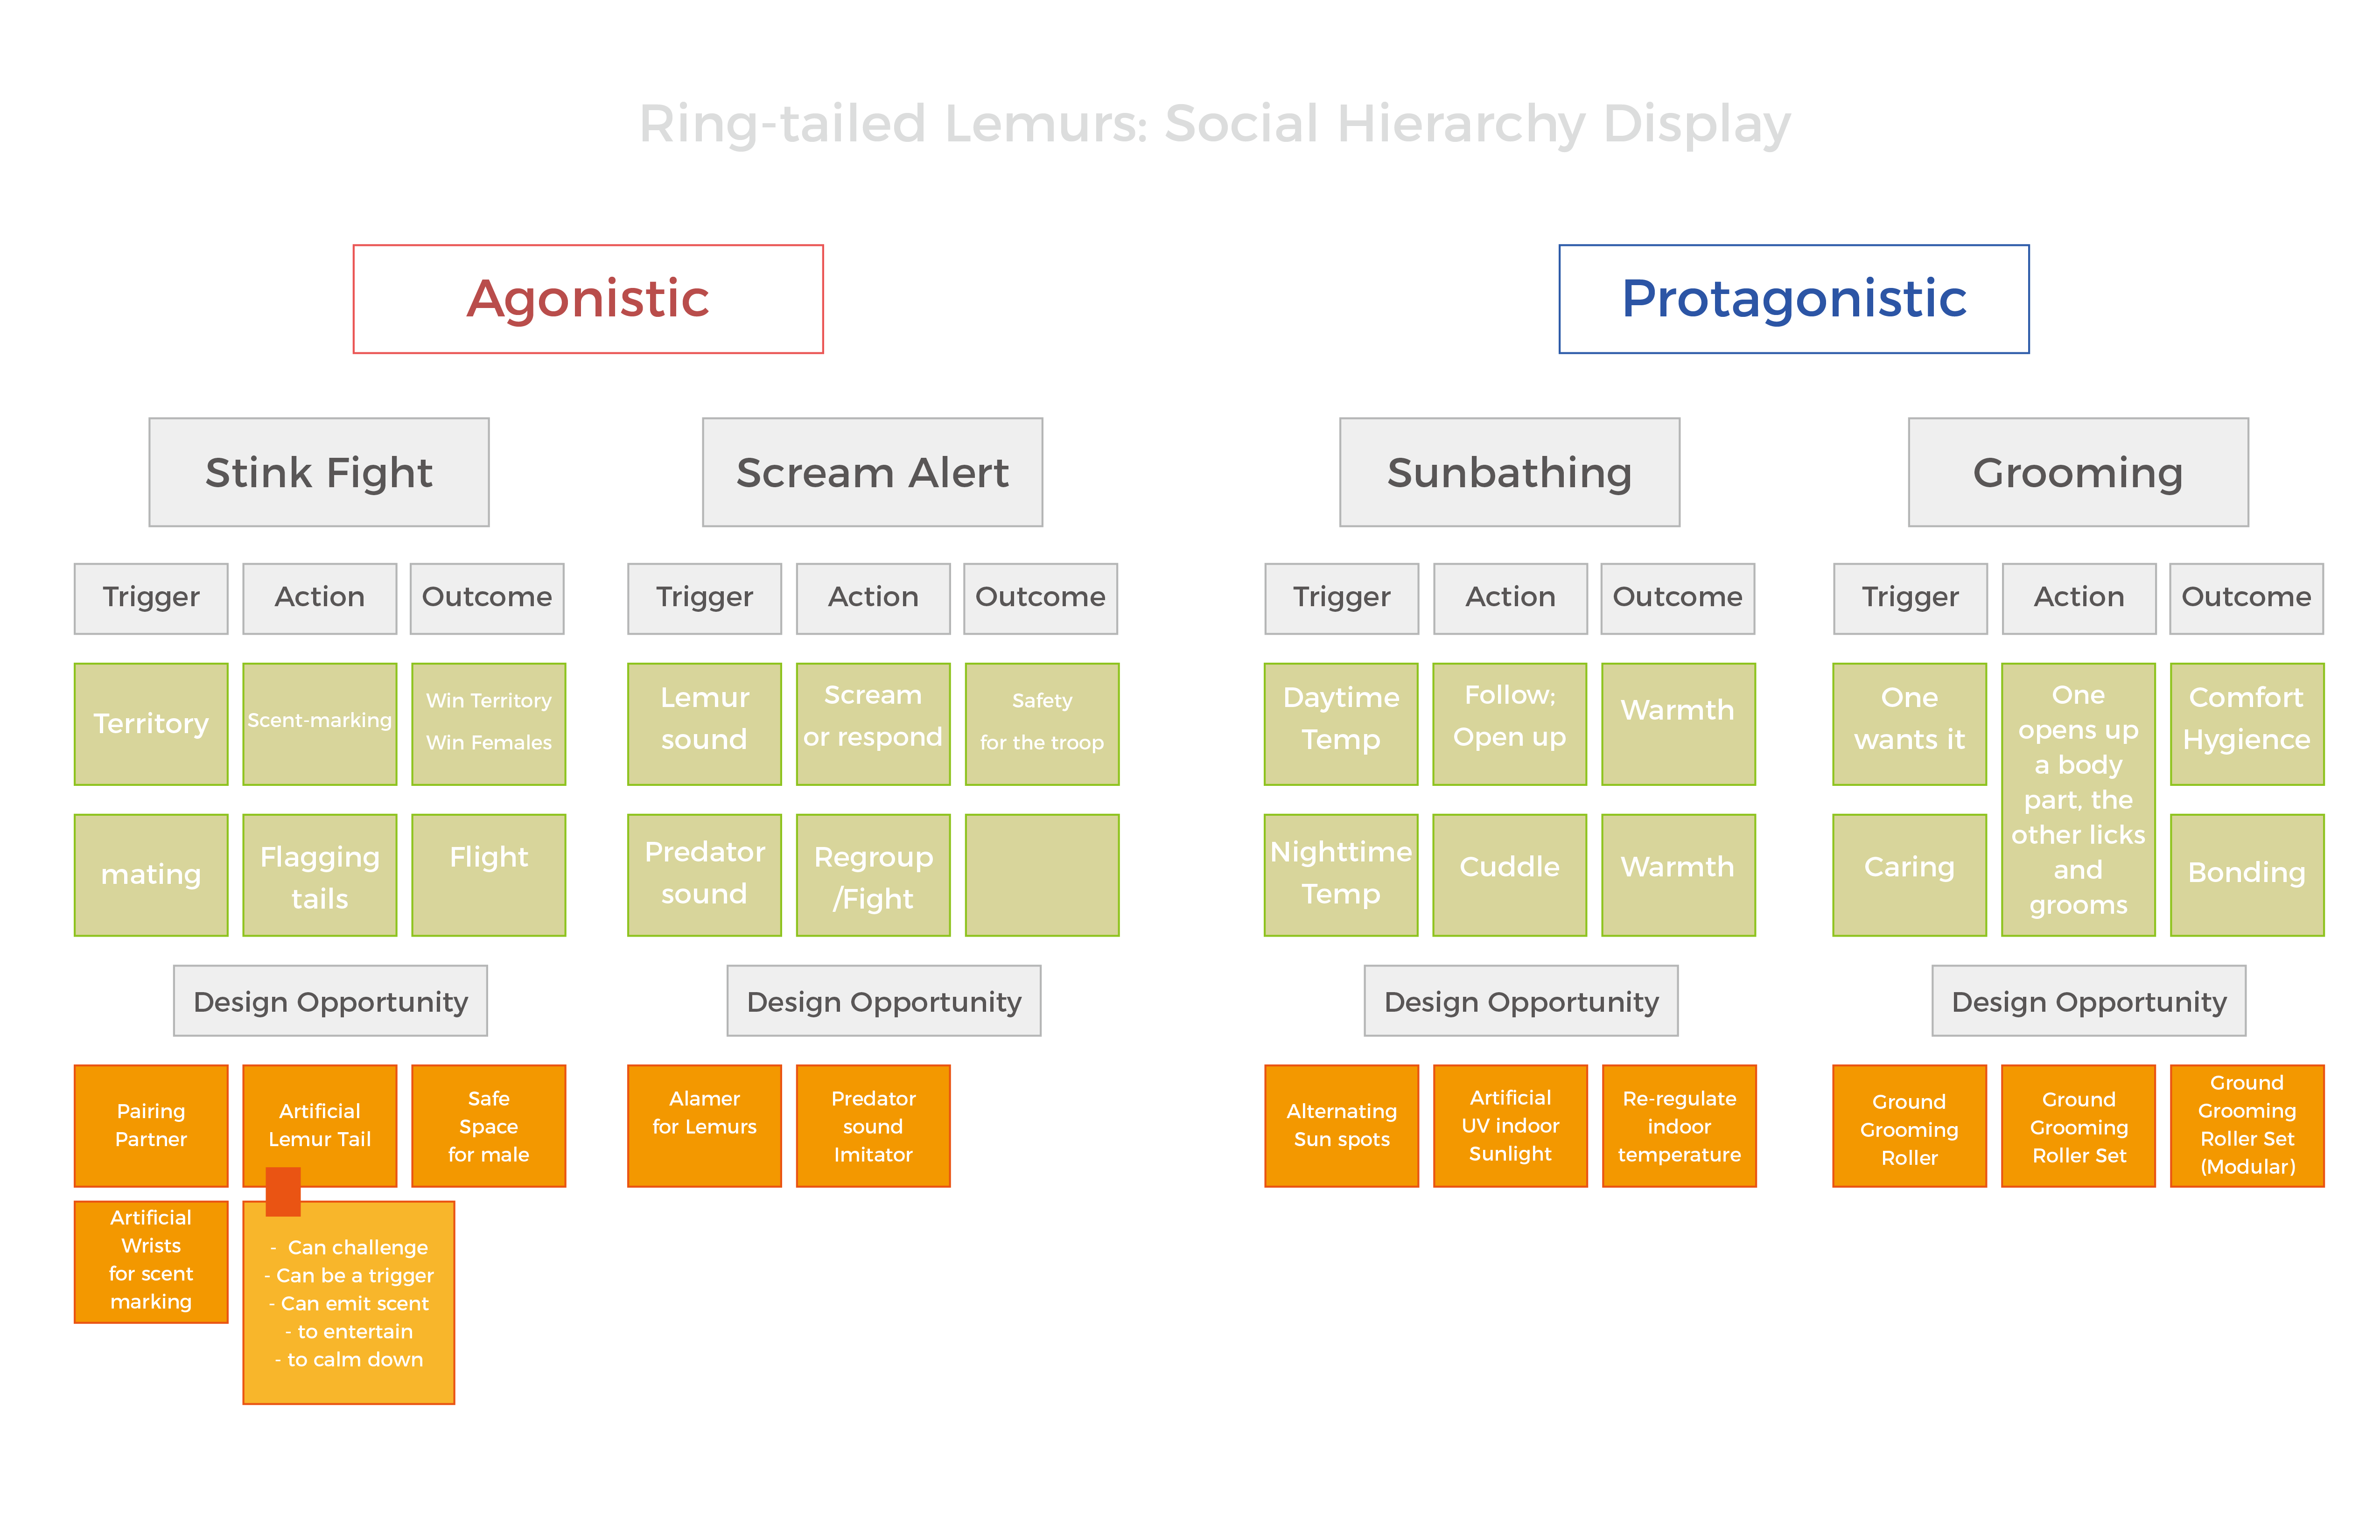 Ring-tailed Lemurs: Social Hierarchy Display
Agonistic
Protagonistic
Stink Fight
Scream Alert
Sunbathing
Grooming
Trigger
Action
Outcome
Trigger
Action
Outcome
Trigger
Action
Outcome
Trigger
Action
Outcome
Territory
Scent-marking
Win Territory
Win Females
Lemur
sound
Scream
or respond
Safety
for the troop
Daytime
Temp
Follow;
Open up
Warmth
One
wants it
One
opens up
a body
part, the
other licks
and
grooms
Comfort
Hygience
mating
Flagging
tails
Flight
Predator
sound
Regroup
/Fight
Nighttime
Temp
Cuddle
Warmth
Caring
Bonding
Design Opportunity
Design Opportunity
Design Opportunity
Design Opportunity
Pairing
Partner
Artificial
Lemur Tail
Safe
Space
for male
Alamer
for Lemurs
Predator
sound
Imitator
Alternating
Sun spots
Artificial
UV indoor
Sunlight
Re-regulate
indoor
temperature
Ground
Grooming
Roller
Ground
Grooming
Roller Set
Ground
Grooming
Roller Set
(Modular)
Artificial
Wrists
for scent
marking
- Can challenge
- Can be a trigger
- Can emit scent
- to entertain
- to calm down